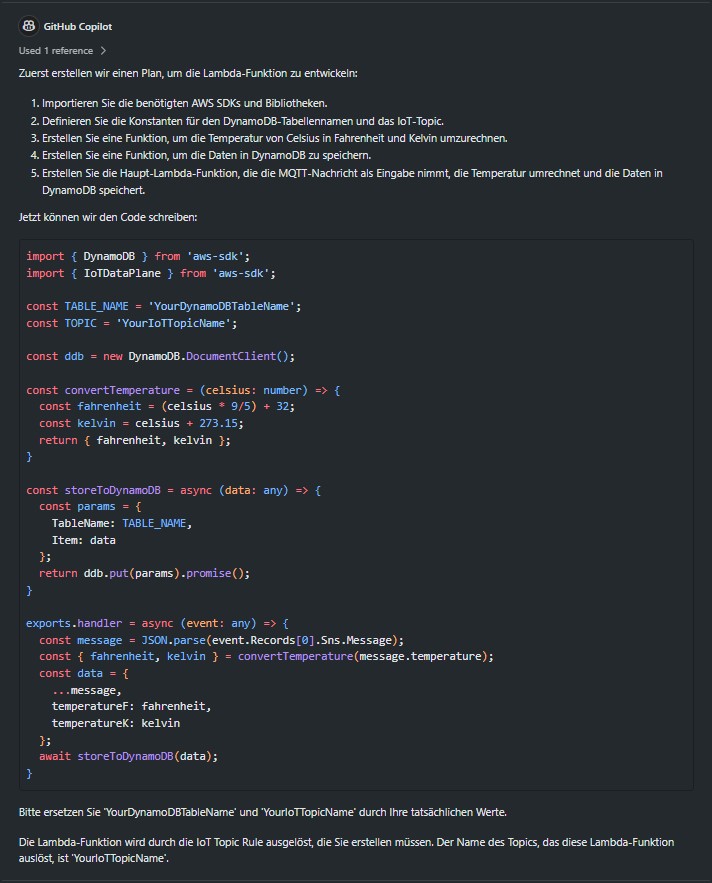 GitHub Copilot
Used 1 reference >
Zuerst erstellen wir einen Plan, um die Lambda-Funktion zu entwickeln:
1. Importieren Sie die benötigten AWS SDKs und Bibliotheken.
2. Definieren Sie die Konstanten für den DynamoDB-Tabellennamen und das IoT-Topic.
3. Erstellen Sie eine Funktion, um die Temperatur von Celsius in Fahrenheit und Kelvin umzurechnen.
4. Erstellen Sie eine Funktion, um die Daten in DynamoDB zu speichern.
5. Erstellen Sie die Haupt-Lambda-Funktion, die die MQTT-Nachricht als Eingabe nimmt, die Temperatur umrechnet und die Daten in
DynamoDB speichert.
Jetzt können wir den Code schreiben:
import { DynamoDB } from 'aws-sdk';
import { IoTDataPlane } from 'aws-sdk';
const TABLE_NAME = 'YourDynamoDBTableName';
const TOPIC = 'YourIoTTopicName';
const ddb = new DynamoDB.DocumentClient();
const convertTemperature = (celsius: number) => {
  const fahrenheit = (celsius * 9/5) + 32;
  const kelvin = celsius + 273.15;
  return { fahrenheit, kelvin };
}
const storeToDynamoDB = async (data: any) => {
  const params = {
    TableName: TABLE_NAME,
    Item: data
  };
  return ddb.put(params).promise();
}
exports.handler = async (event: any) => {
  const message = JSON.parse(event.Records[0].Sns.Message);
  const { fahrenheit, kelvin } = convertTemperature(message.temperature);
  const data = {
    ...message,
    temperatureF: fahrenheit,
    temperatureK: kelvin
  };
  await storeToDynamoDB(data);
}
Bitte ersetzen Sie 'YourDynamoDBTableName' und 'YourIoTTopicName' durch Ihre tatsächlichen Werte.
Die Lambda-Funktion wird durch die IoT Topic Rule ausgelöst, die Sie erstellen müssen. Der Name des Topics, das diese Lambda-Funktion
auslöst, ist 'YourIoTTopicName'.